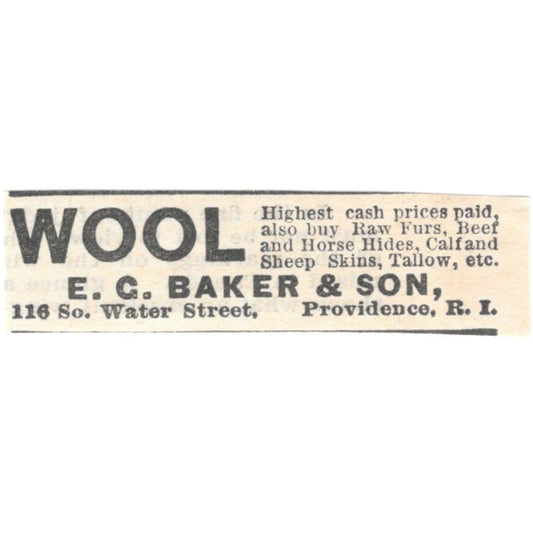 WOOL
Highest cash prices paid,
also buy Raw Furs, Beef
and Horse Hides, Calf and
Sheep Skins, Tallow, etc.
E. C. BAKER & SON,
116 So. Water Street, Providence, R. I.